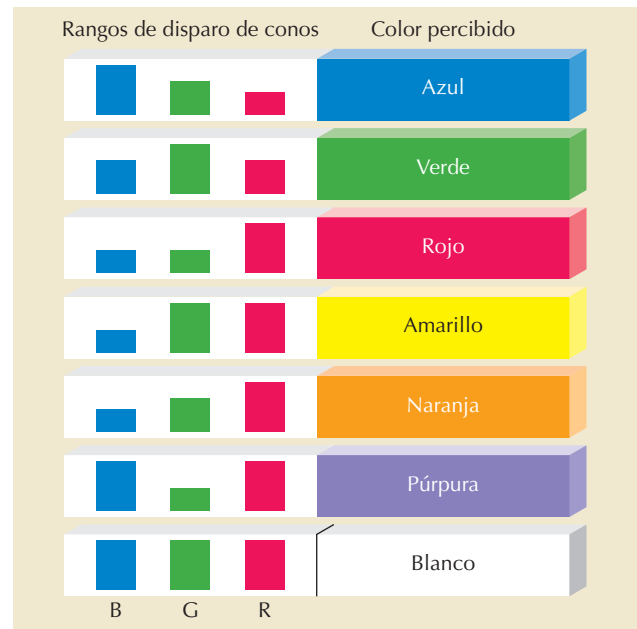 Rangos de disparo de conos Color percibido
Azul
Verde
Rojo
Amarillo
Naranja
Púrpura
Blanco
B G R